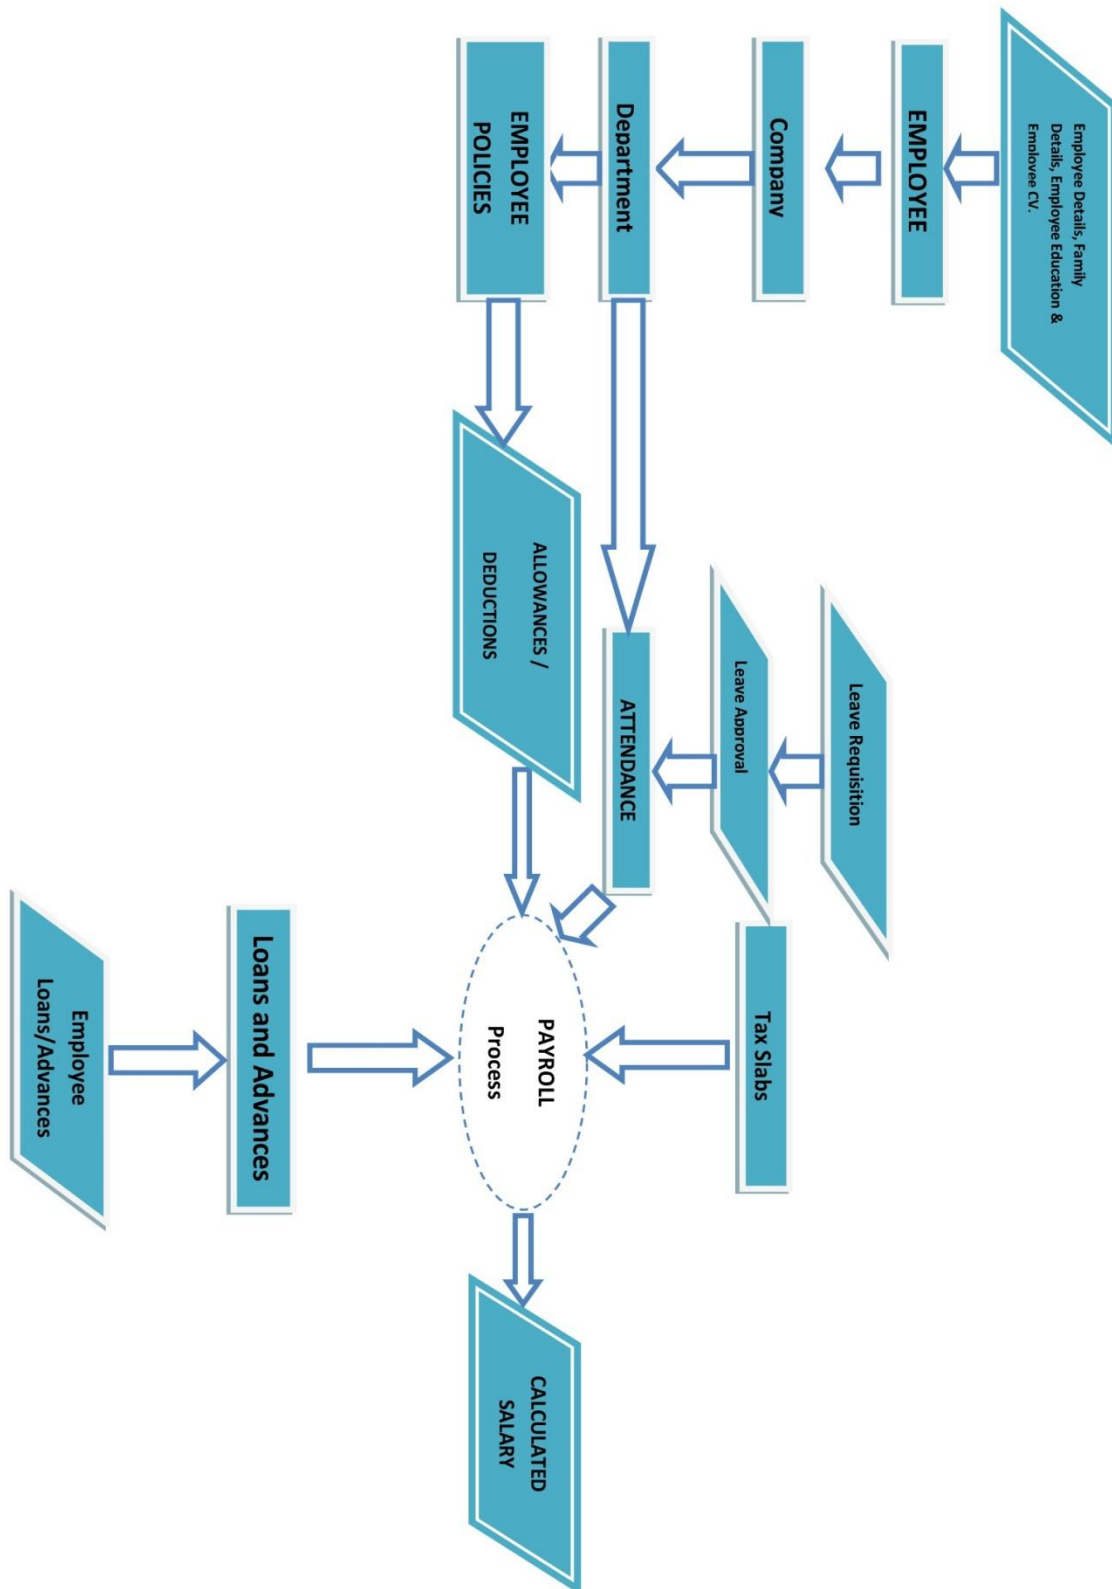 Employee Details, Family
Details, Employee Education &
Employee CV.
EMPLOYEE
Company
Department
EMPLOYEE
POLICIES
Leave Requisition
Leave Approval
ATTENDANCE
ALLOWANCES /
DEDUCTIONS
Tax Slabs
PAYROLL
Process
Loans and Advances
Employee
Loans/Advances
CALCULATED
SALARY